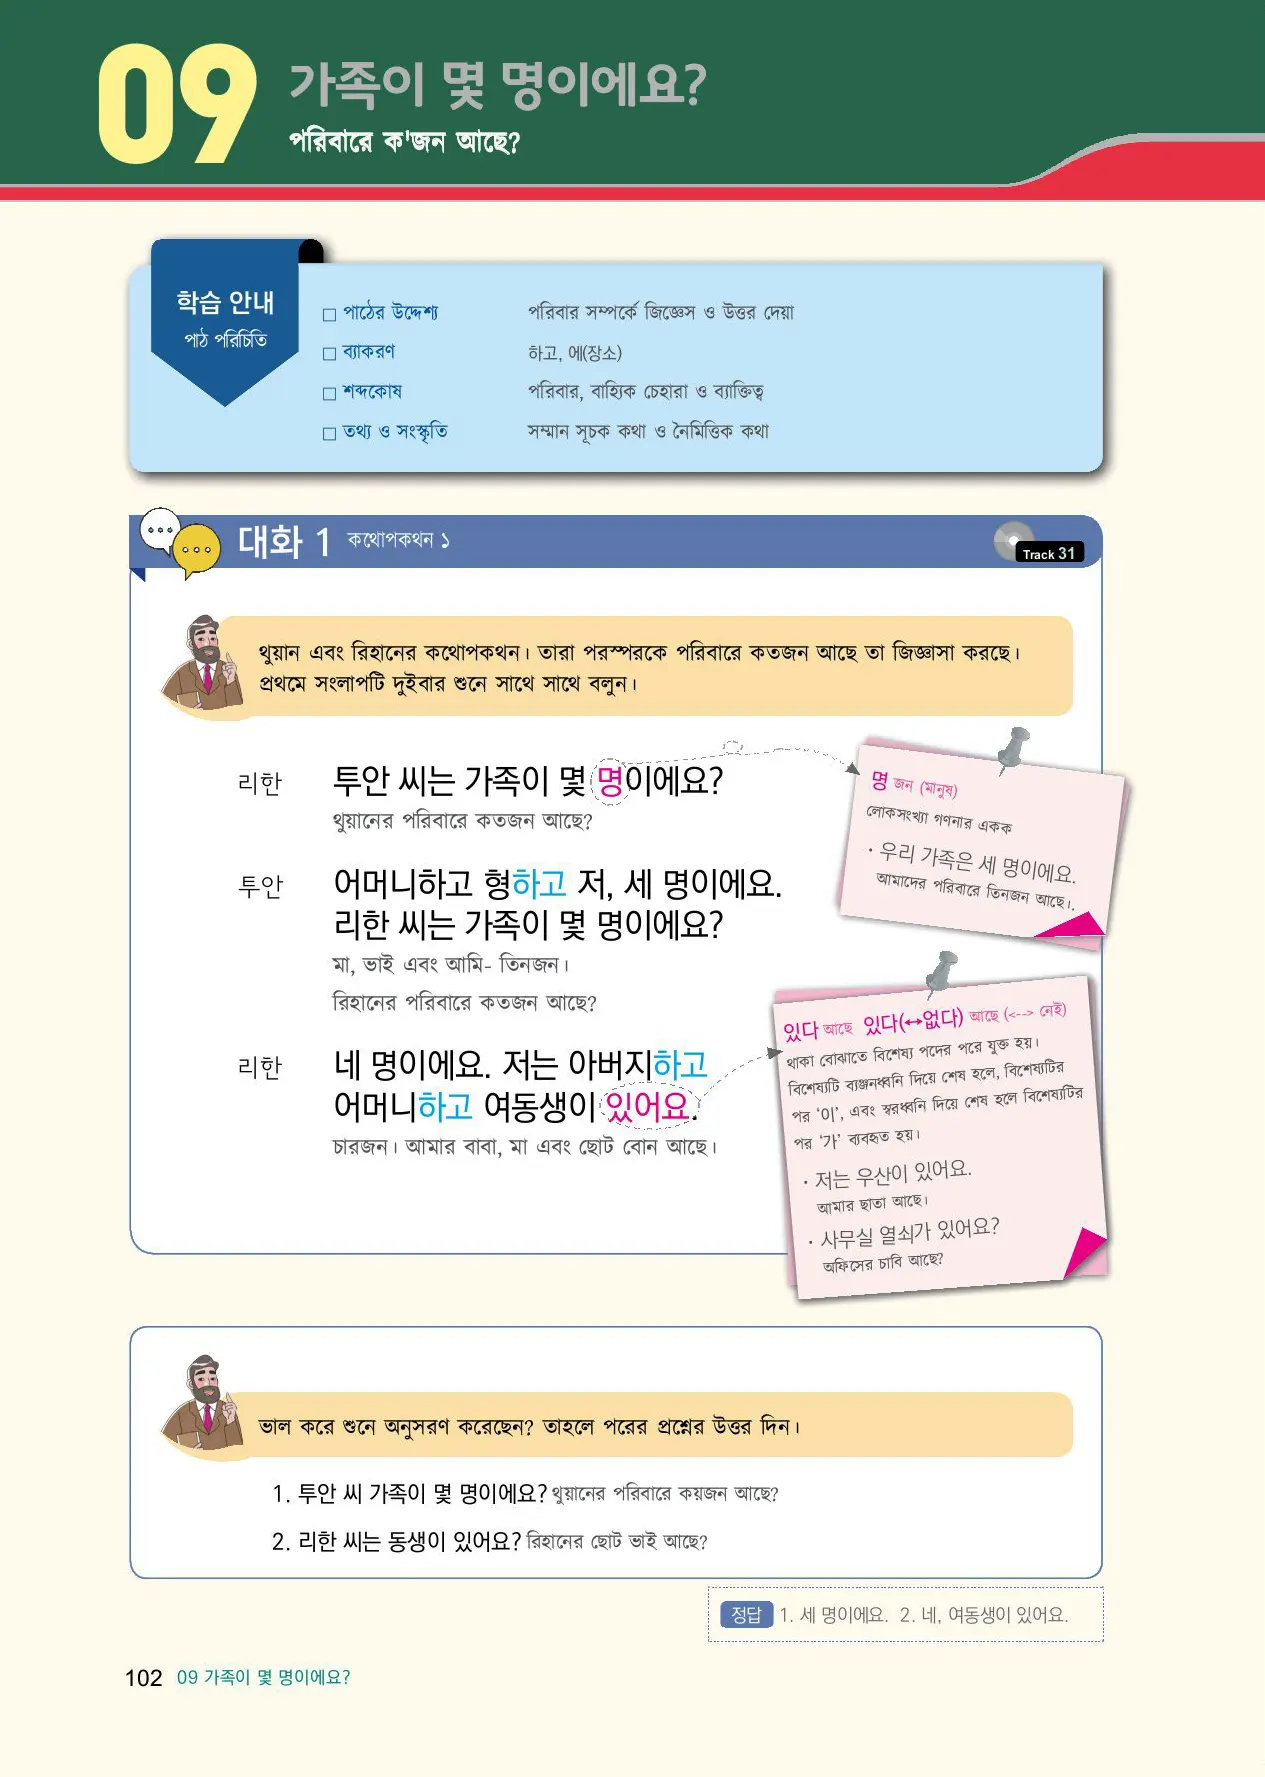 09
가족이 몇 명이에요?
পরিবারে ক'জন আছে?
학습 안내
পাঠ পরিচিতি
□ পাঠের উদ্দেশ্য পরিবার সম্পর্কে জিজ্ঞেস ও উত্তর দেয়া
□ ব্যাকরণ 하고, 에(장소)
□ শব্দকোষ পরিবার, বাহ্যিক চেহারা ও ব্যাক্তিত্ব
□ তথ্য ও সংস্কৃতি সম্মান সূচক কথা ও নৈমিত্তিক কথা
대화 1 কথোপকথন ১
Track 31
থুয়ান এবং রিহানের কথোপকথন। তারা পরস্পরকে পরিবারে কতজন আছে তা জিজ্ঞাসা করছে।
প্রথমে সংলাপটি দুইবার শুনে সাথে সাথে বলুন।
리한 투안 씨는 가족이 몇 명이에요?
থুয়ানের পরিবারে কতজন আছে?
투안 어머니하고 형하고 저, 세 명이에요.
리한 씨는 가족이 몇 명이에요?
মা, ভাই এবং আমি- তিনজন।
রিহানের পরিবারে কতজন আছে?
리한 네 명이에요. 저는 아버지하고
어머니하고 여동생이 있어요.
চারজন। আমার বাবা, মা এবং ছোট বোন আছে।
명 জন (মানুষ)
লোকসংখ্যা গণনার একক
· 우리 가족은 세 명이에요.
আমাদের পরিবারে তিনজন আছে।.
있다 আছে 있다(↔없다) আছে (<--> নেই)
থাকা বোঝাতে বিশেষ্য পদের পরে যুক্ত হয়।
বিশেষ্যটি ব্যঞ্জনধ্বনি দিয়ে শেষ হলে, বিশেষ্যটির
পর ‘이’, এবং স্বরধ্বনি দিয়ে শেষ হলে বিশেষ্যটির
পর ‘가’ ব্যবহৃত হয়।
· 저는 우산이 있어요.
আমার ছাতা আছে।
· 사무실 열쇠가 있어요?
অফিসের চাবি আছে?
ভাল করে শুনে অনুসরণ করেছেন? তাহলে পরের প্রশ্নের উত্তর দিন।
1. 투안 씨 가족이 몇 명이에요? থুয়ানের পরিবারে কয়জন আছে?
2. 리한 씨는 동생이 있어요? রিহানের ছোট ভাই আছে?
정답 1. 세 명이에요. 2. 네, 여동생이 있어요.
102 09 가족이 몇 명이에요?